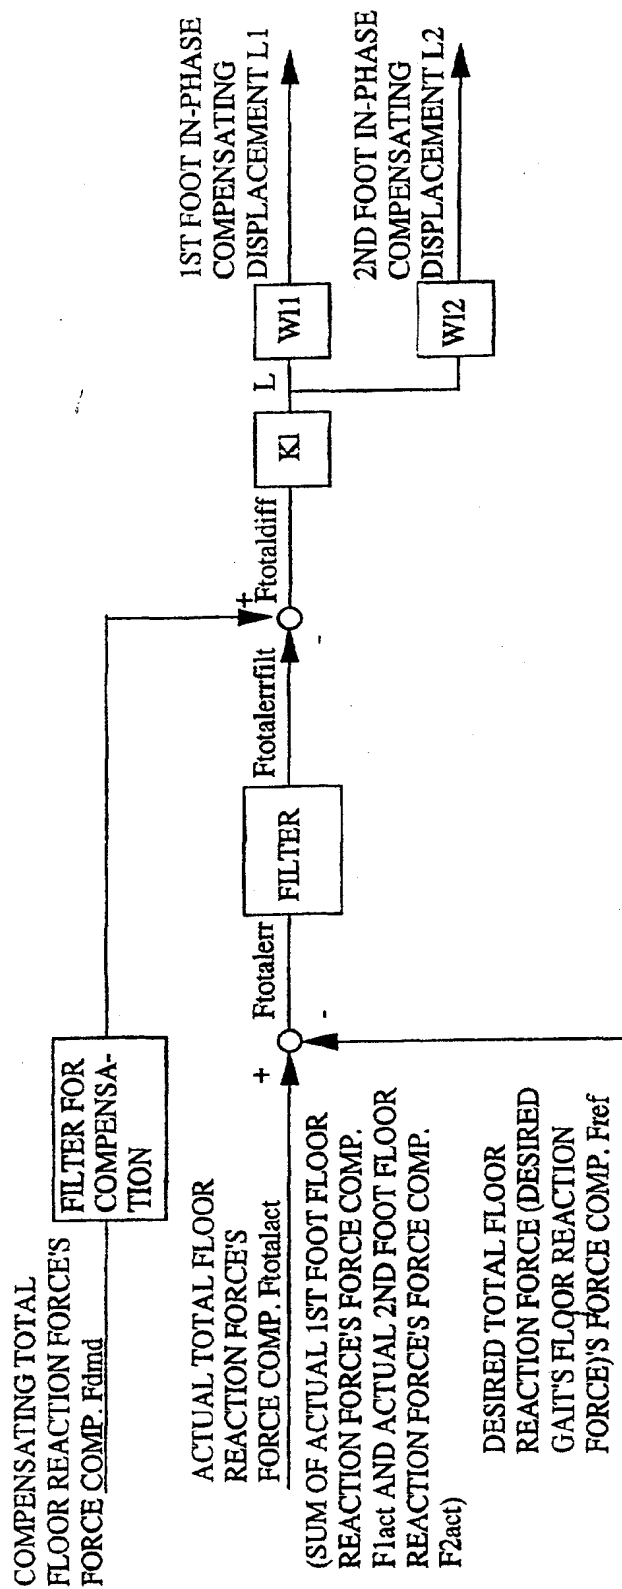 COMPENSATING TOTAL
FLOOR REACTION FORCE'S
FORCE COMP. Fdmd
FILTER FOR
COMPENSA-
TION
ACTUAL TOTAL FLOOR
REACTION FORCE'S
FORCE COMP. Ftotalact
(SUM OF ACTUAL 1ST FOOT FLOOR
REACTION FORCE'S FORCE COMP.
F1act AND ACTUAL 2ND FOOT FLOOR
REACTION FORCE'S FORCE COMP.
F2act)
+
-
Ftotalerr
DESIRED TOTAL FLOOR
REACTION FORCE (DESIRED
GAIT'S FLOOR REACTION
FORCE)'S FORCE COMP. Fref
FILTER
Ftotalerrfilt
+
-
Ftotaldiff
Kl
L
Wl1
1ST FOOT IN-PHASE
COMPENSATING
DISPLACEMENT L1
Wl2
2ND FOOT IN-PHASE
COMPENSATING
DISPLACEMENT L2